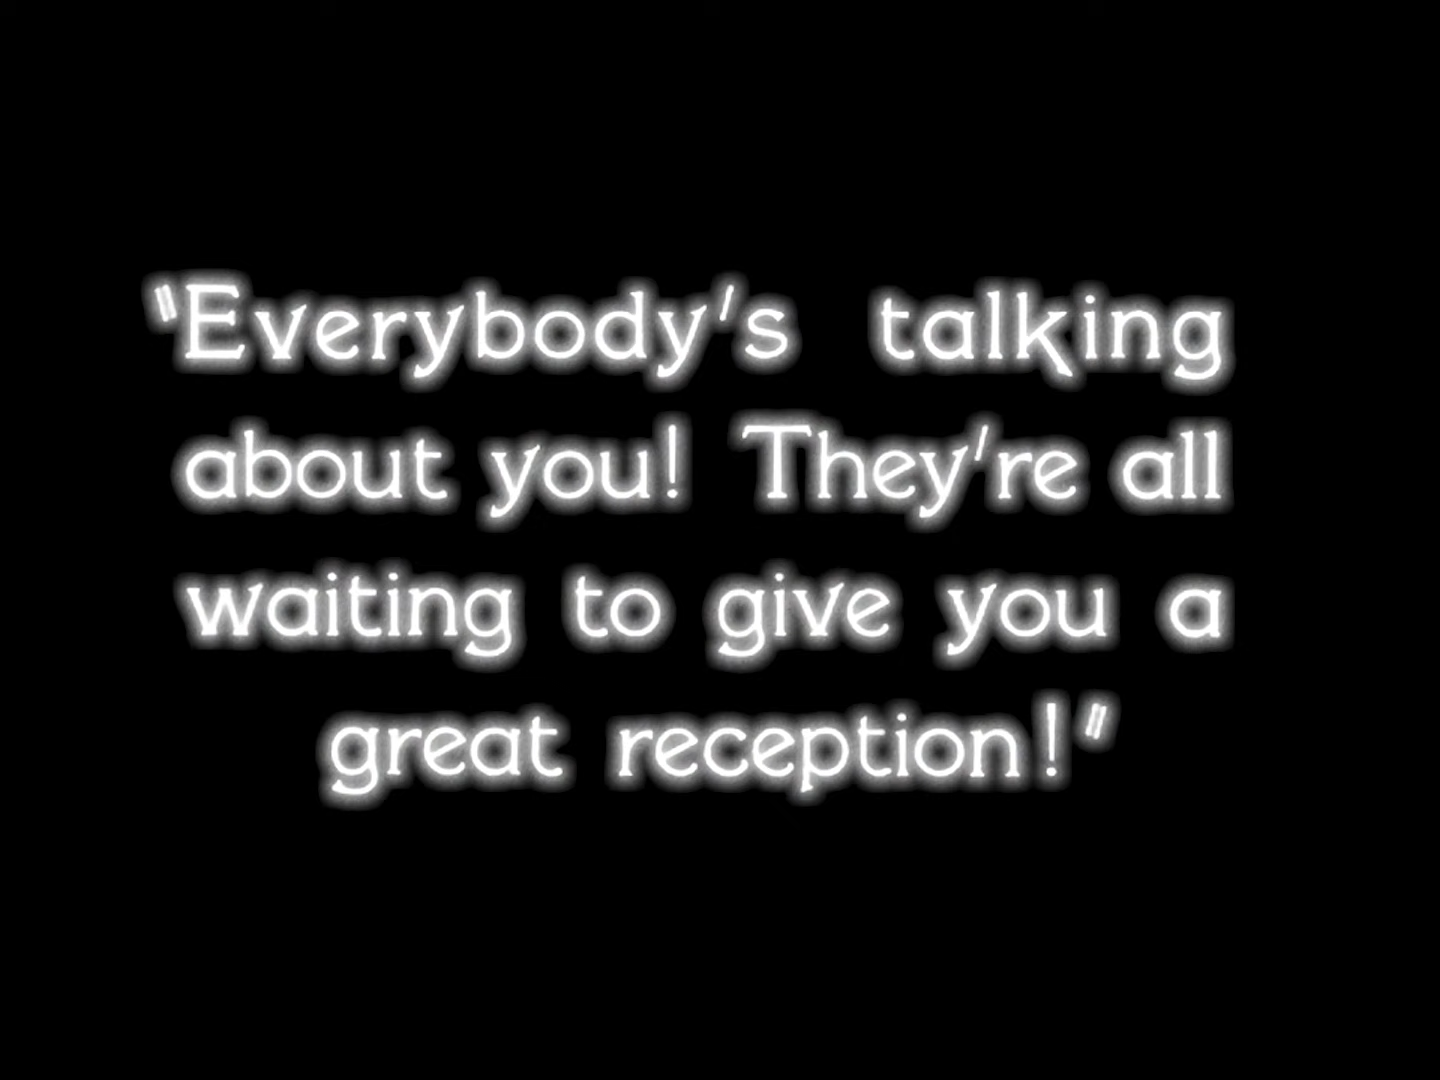 "Everybody's talking
about you! They're all
waiting to give you a
great reception!"